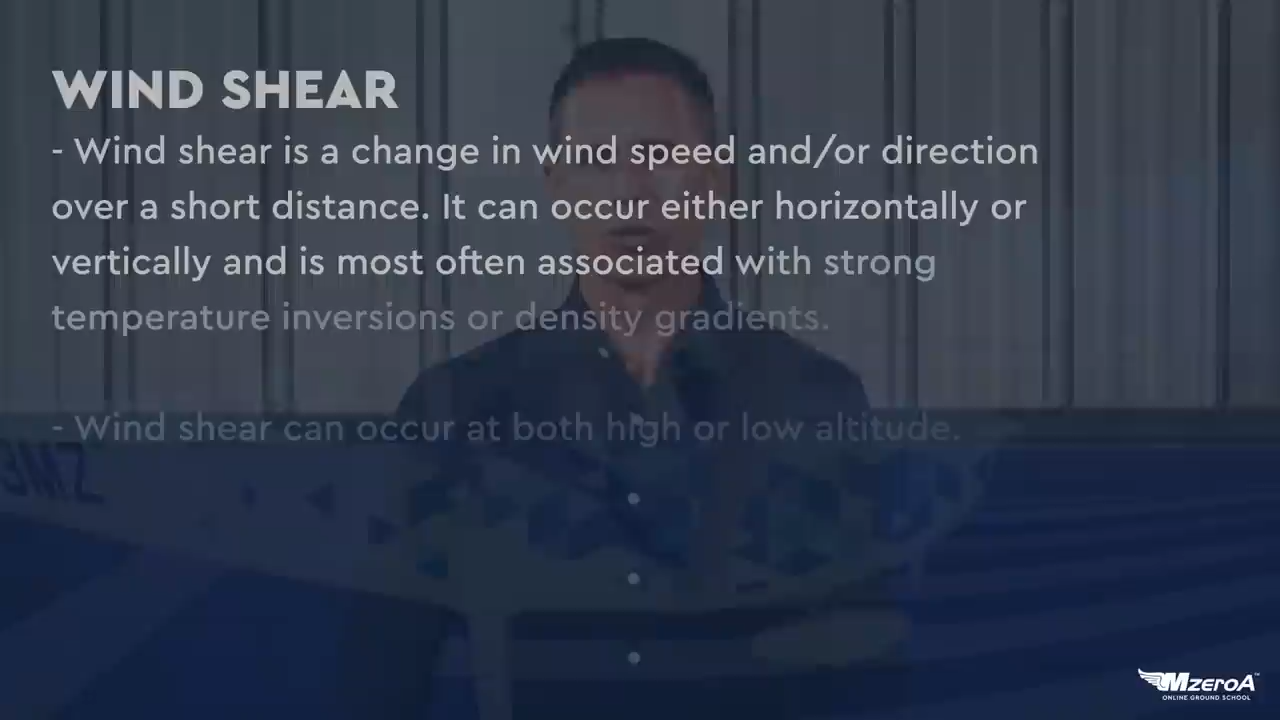 WIND SHEAR
- Wind shear is a change in wind speed and/or direction
over a short distance. It can occur either horizontally or
vertically and is most often associated with strong
temperature inversions or density gradients.
- Wind shear can occur at both high or low altitude.
MZEROA™
ONLINE GROUND SCHOOL